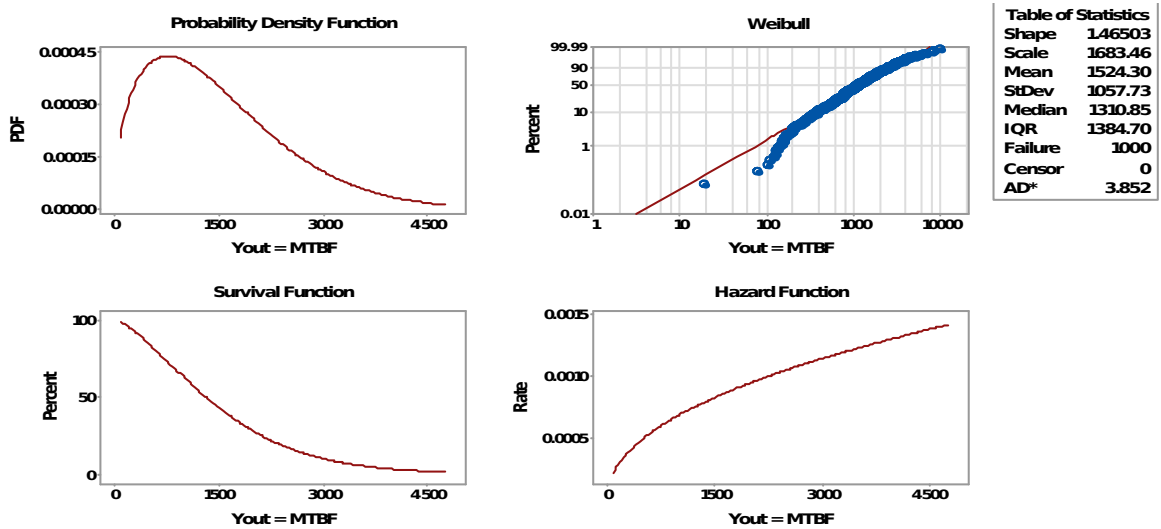 Probability Density Function
0.00045
0.00030
0.00015
0.00000
PDF
0 1500 3000 4500
Yout = MTBF
Weibull
99.99
90
50
10
1
0.01
Percent
1 10 100 1000 10000
Yout = MTBF
Table of Statistics
Shape 1.46503
Scale 1683.46
Mean 1524.30
StDev 1057.73
Median 1310.85
IQR 1384.70
Failure 1000
Censor 0
AD* 3.852
Survival Function
100
50
0
Percent
0 1500 3000 4500
Yout = MTBF
Hazard Function
0.0015
0.0010
0.0005
Rate
0 1500 3000 4500
Yout = MTBF